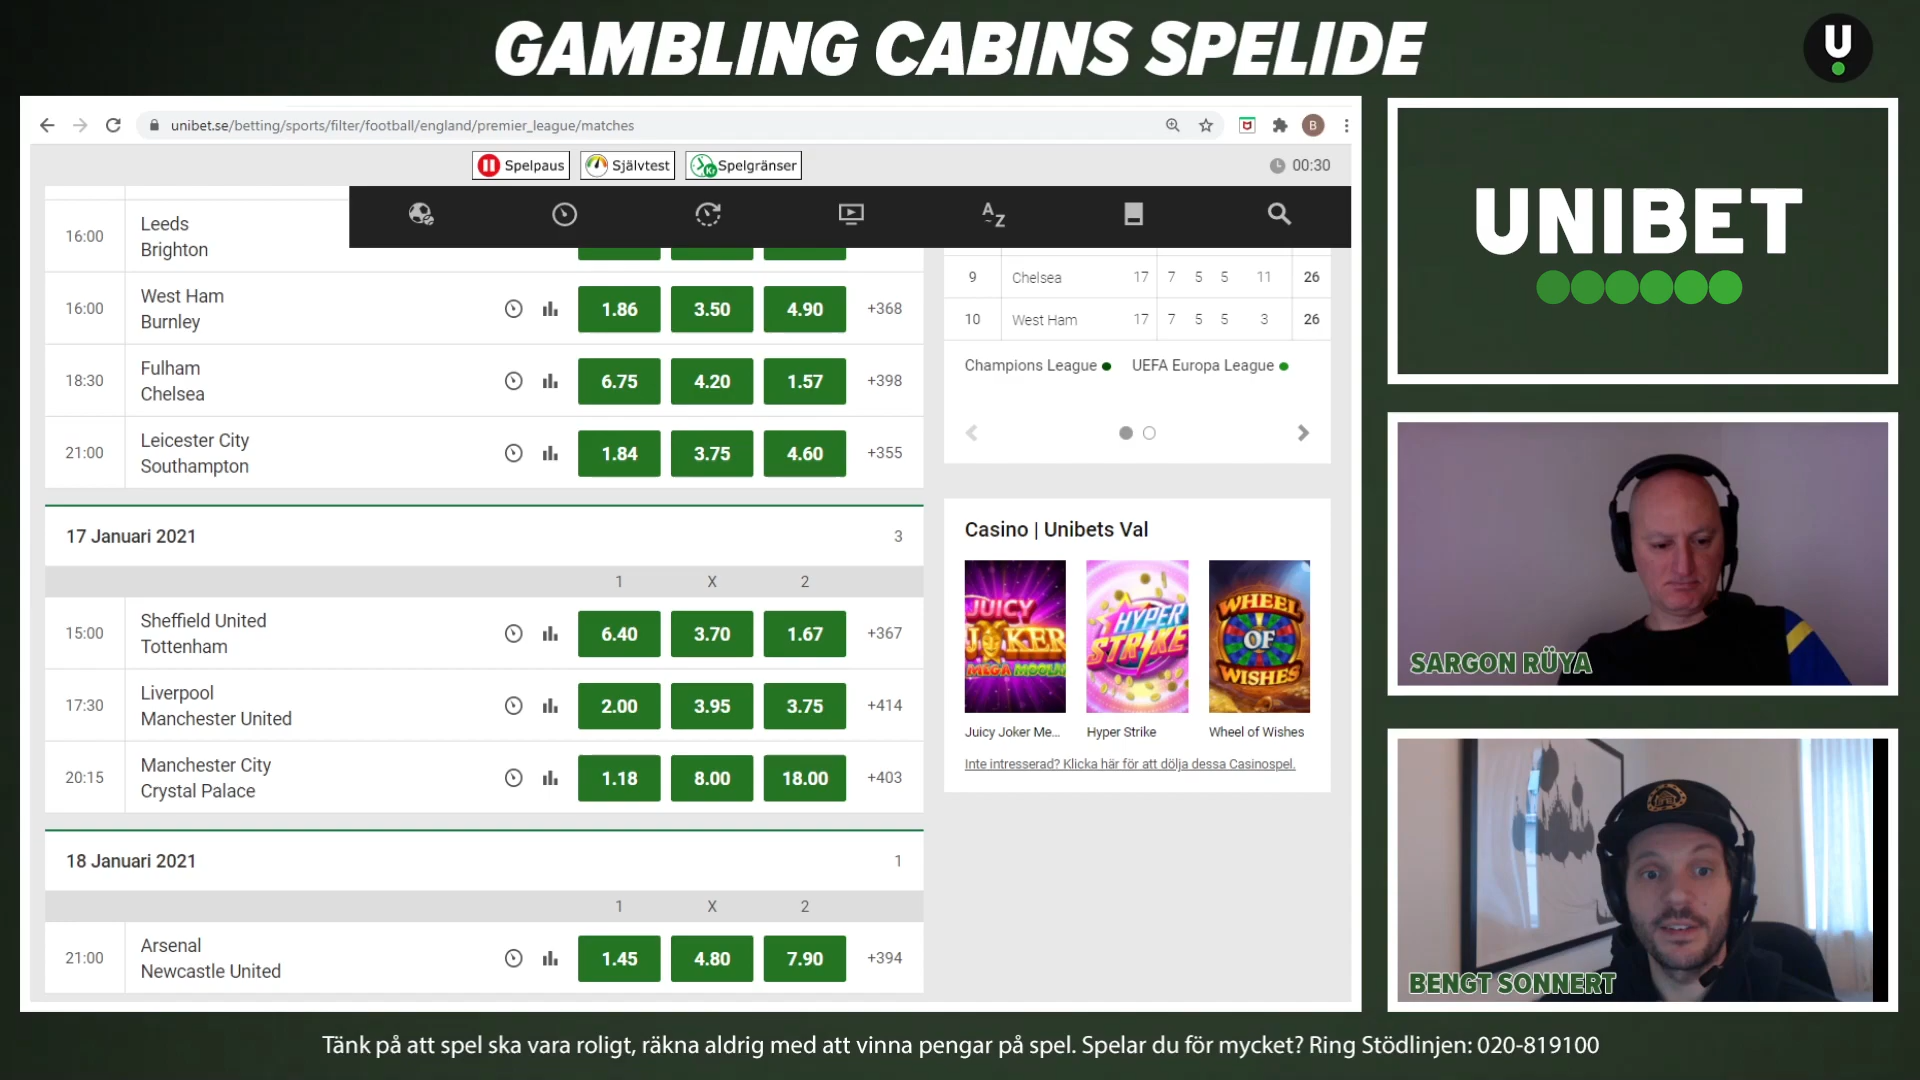 GAMBLING CABINS SPELIDE
U
unibet.se/betting/sports/filter/football/england/premier_league/matches
B
Spelpaus
Självtest
Spelgränser
00:30
A-Z
16:00
Leeds
Brighton
16:00
West Ham
Burnley
1.86 3.50 4.90 +368
18:30
Fulham
Chelsea
6.75 4.20 1.57 +398
21:00
Leicester City
Southampton
1.84 3.75 4.60 +355
17 Januari 2021 3
1 X 2
15:00
Sheffield United
Tottenham
6.40 3.70 1.67 +367
17:30
Liverpool
Manchester United
2.00 3.95 3.75 +414
20:15
Manchester City
Crystal Palace
1.18 8.00 18.00 +403
18 Januari 2021 1
1 X 2
21:00
Arsenal
Newcastle United
1.45 4.80 7.90 +394
9 Chelsea 17 7 5 5 11 26
10 West Ham 17 7 5 5 3 26
Champions League UEFA Europa League
Casino | Unibets Val
JUICY JOKER MEGA MOOLAH
HYPER STRIKE
WHEEL OF WISHES
Juicy Joker Me... Hyper Strike Wheel of Wishes
Inte intresserad? Klicka här för att dölja dessa Casinospel.
UNIBET
SARGON RÜYA
BENGT SONNERT
Tänk på att spel ska vara roligt, räkna aldrig med att vinna pengar på spel. Spelar du för mycket? Ring Stödlinjen: 020-819100